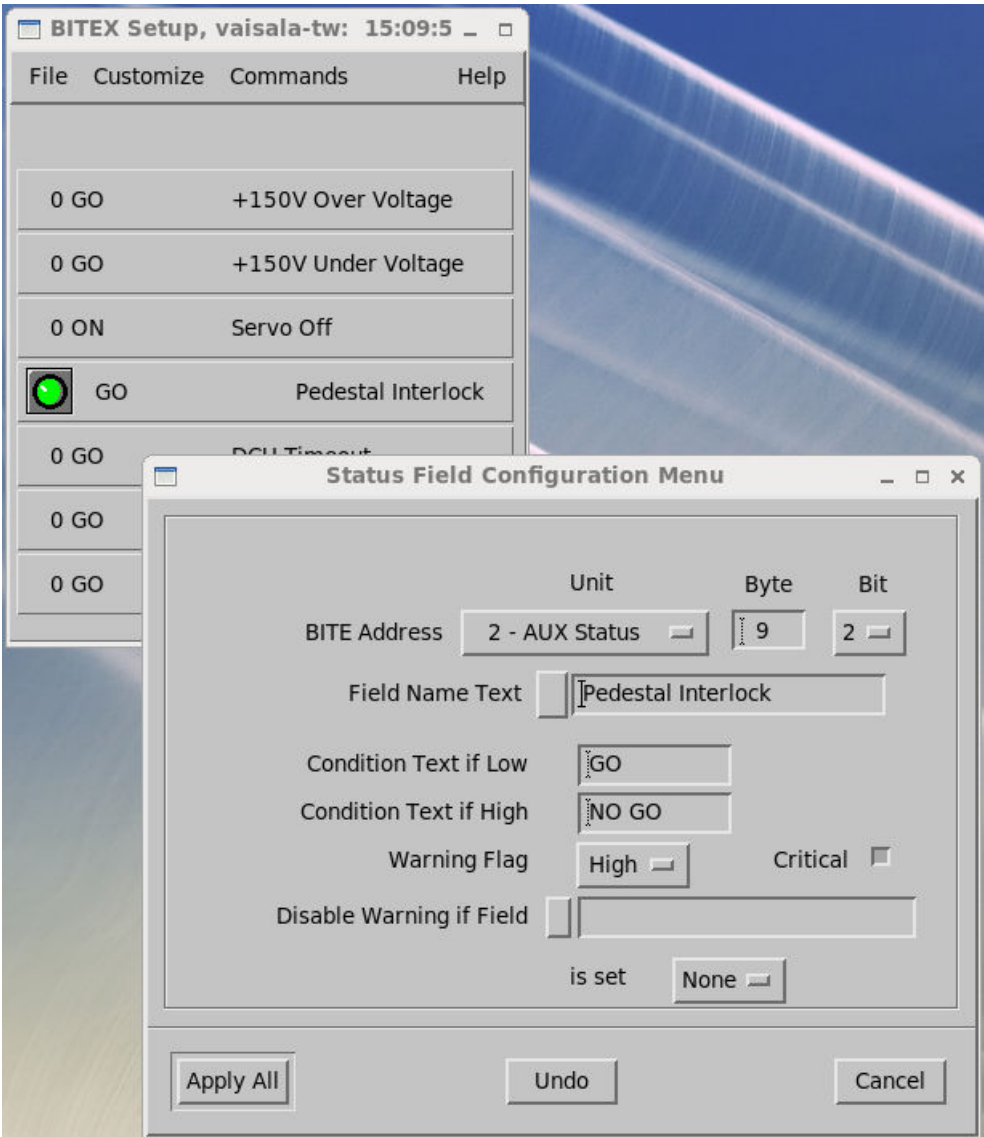 BITEX Setup, vaisala-tw: 15:09:5
File Customize Commands Help
0 GO +150V Over Voltage
0 GO +150V Under Voltage
0 ON Servo Off
GO Pedestal Interlock
0 GO DCU Timeout
0 GO
0 GO
Status Field Configuration Menu
Unit Byte Bit
BITE Address 2 - AUX Status 9 2
Field Name Text Pedestal Interlock
Condition Text if Low GO
Condition Text if High NO GO
Warning Flag High Critical
Disable Warning if Field
is set None
Apply All Undo Cancel